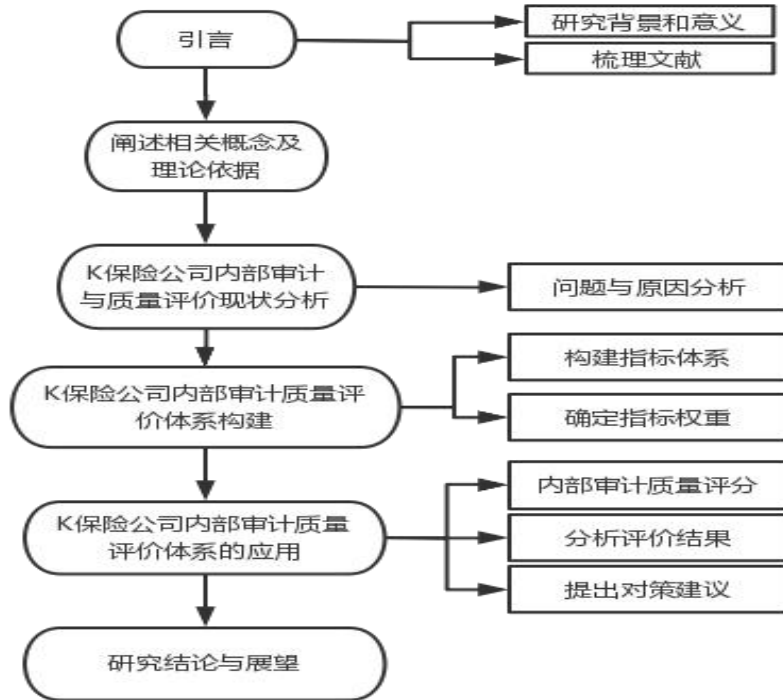 引言
研究背景和意义
梳理文献
阐述相关概念及
理论依据
K保险公司内部审计
与质量评价现状分析
问题与原因分析
K保险公司内部审计质量评
价体系构建
构建指标体系
确定指标权重
K保险公司内部审计质量
评价体系的应用
内部审计质量评分
分析评价结果
提出对策建议
研究结论与展望